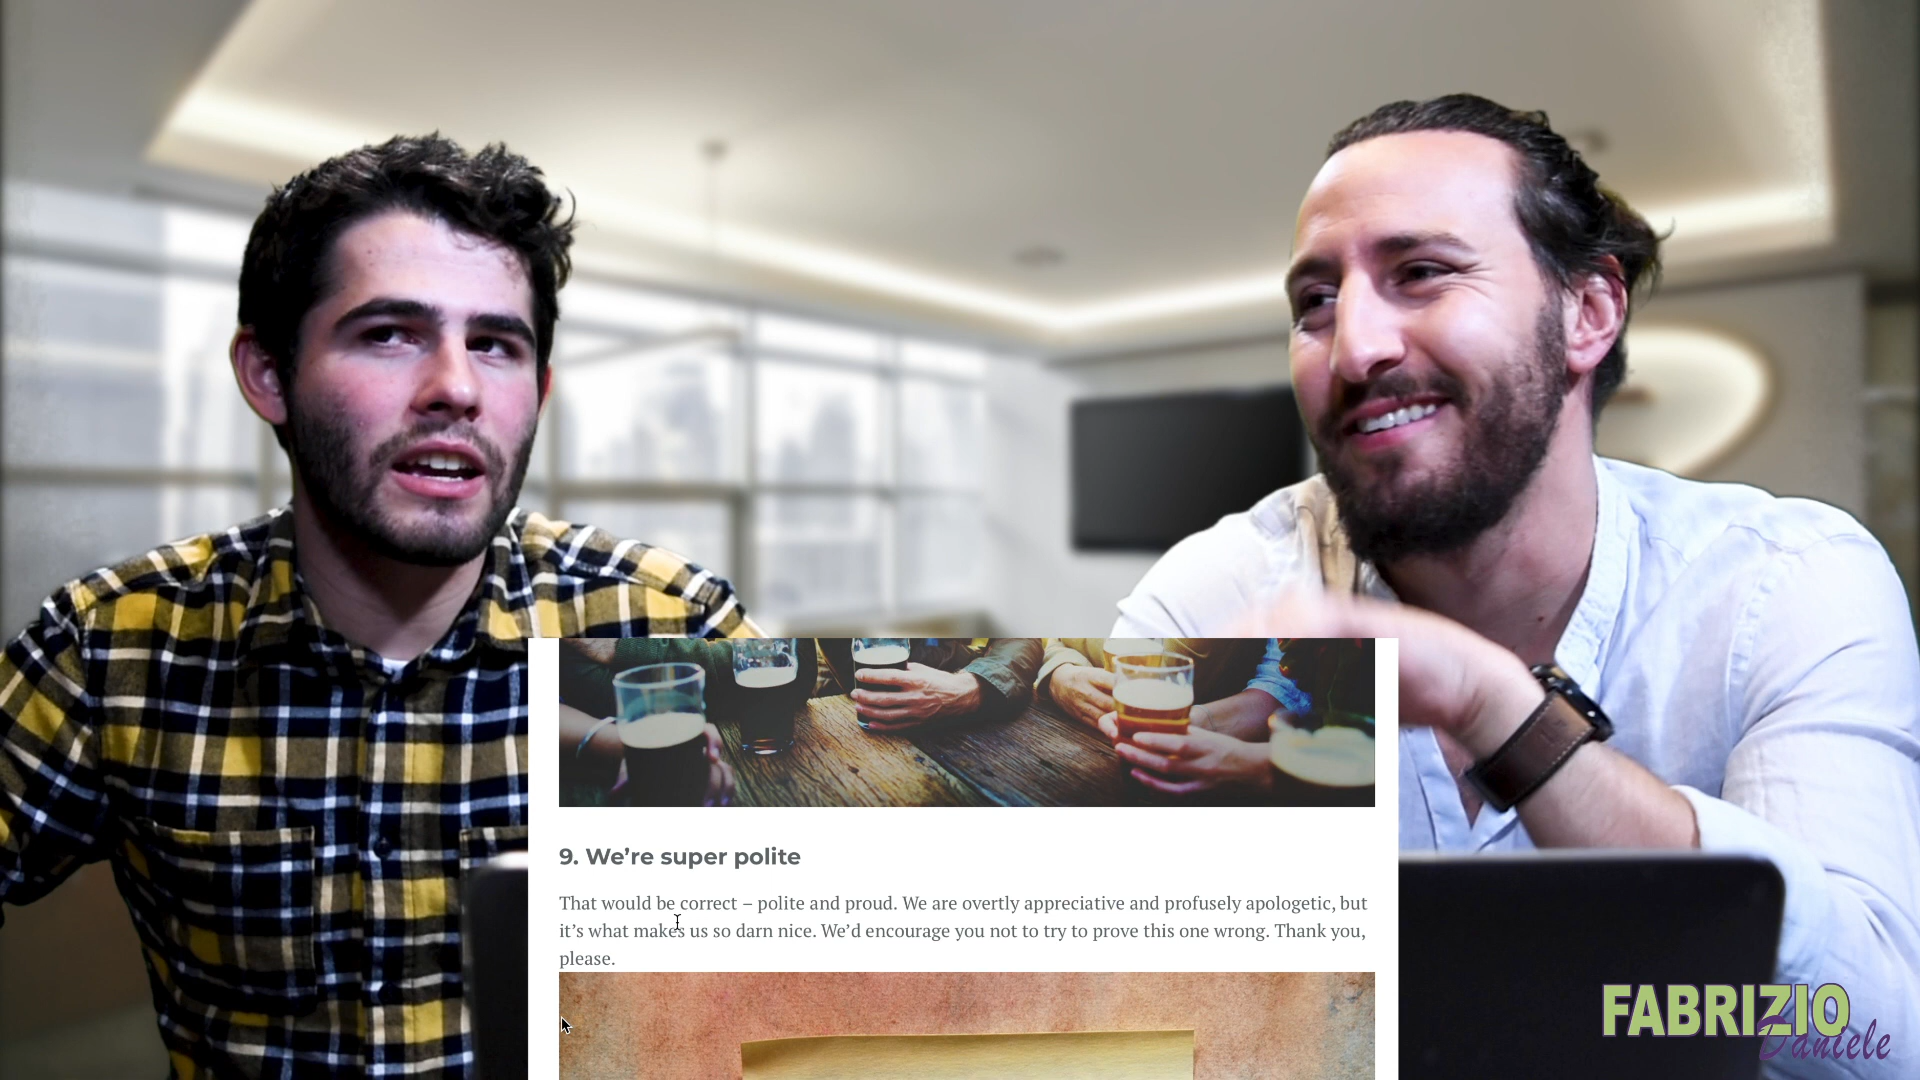 9. We’re super polite
That would be correct – polite and proud. We are overtly appreciative and profusely apologetic, but
it’s what makes us so darn nice. We’d encourage you not to try to prove this one wrong. Thank you,
please.
FABRIZIO
Daniele